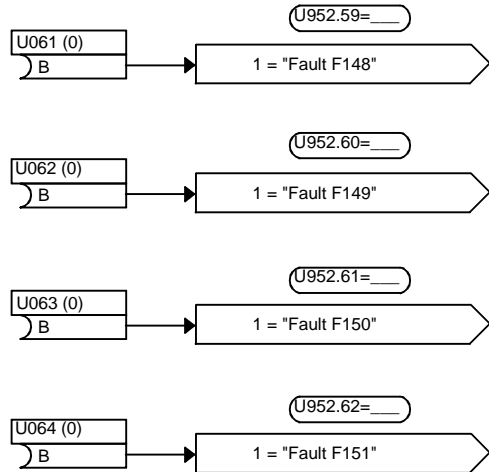 U952.59=___
U061 (0)
B
1 = "Fault F148"
U952.60=___
U062 (0)
B
1 = "Fault F149"
U952.61=___
U063 (0)
B
1 = "Fault F150"
U952.62=___
U064 (0)
B
1 = "Fault F151"